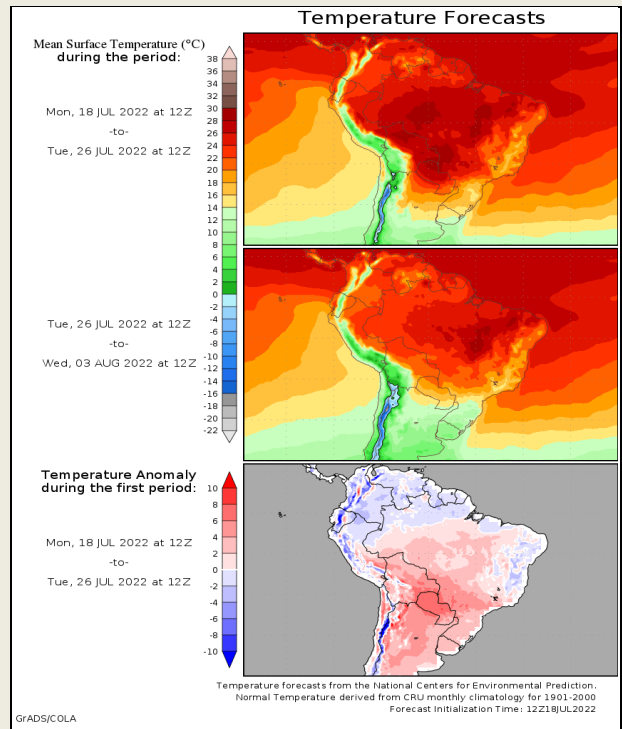 Temperature Forecasts
Mean Surface Temperature (°C)
during the period:
Mon, 18 JUL 2022 at 12Z
-to-
Tue, 26 JUL 2022 at 12Z
38
36
34
32
30
28
26
24
22
20
18
16
14
12
10
8
6
4
2
0
-2
-4
-6
-8
-10
-12
-14
-16
-18
-20
-22
Tue, 26 JUL 2022 at 12Z
-to-
Wed, 03 AUG 2022 at 12Z
Temperature Anomaly
during the first period:
Mon, 18 JUL 2022 at 12Z
-to-
Tue, 26 JUL 2022 at 12Z
10
8
6
4
2
0
-2
-4
-6
-8
-10
Temperature forecasts from the National Centers for Environmental Prediction.
Normal Temperature derived from CRU monthly climatology for 1901-2000
Forecast Initialization Time: 12Z18JUL2022
GrADS/COLA